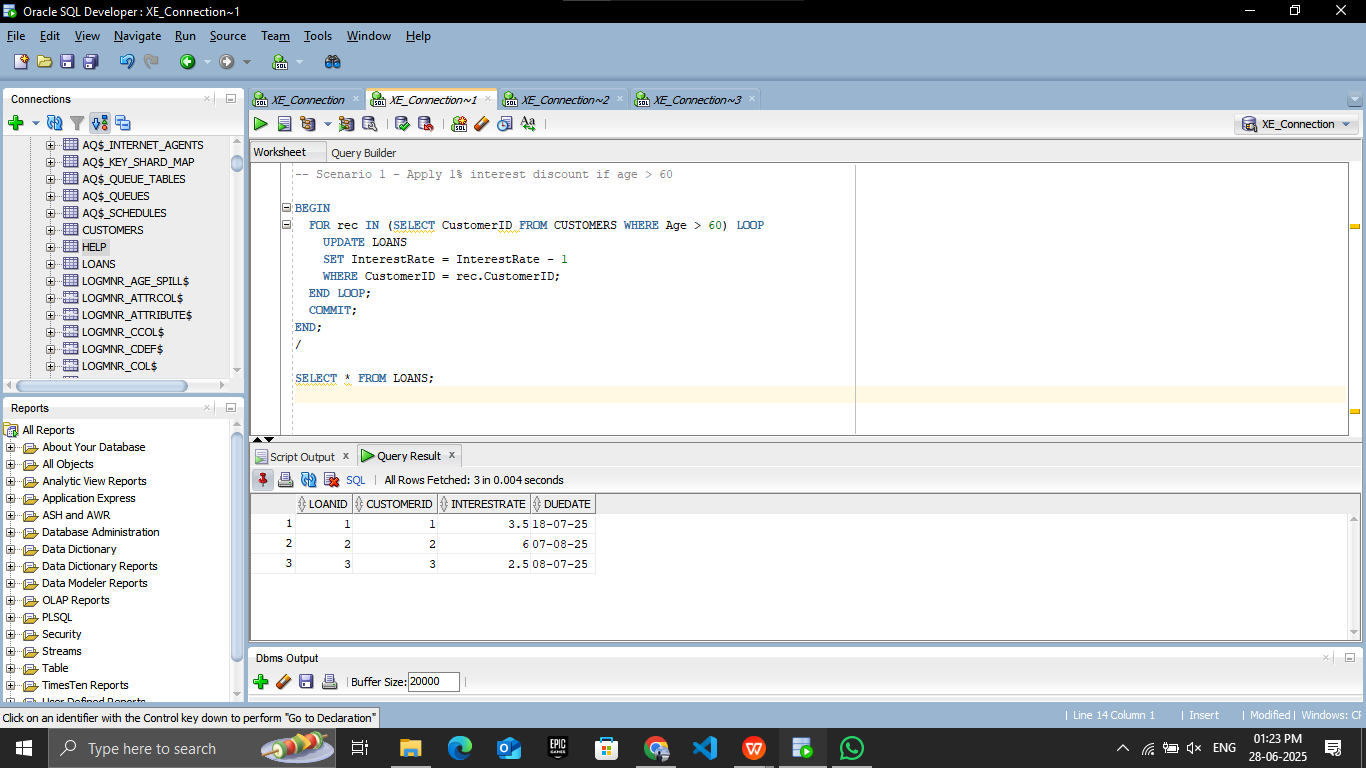 Oracle SQL Developer : XE_Connection~1
File Edit View Navigate Run Source Team Tools Window Help
Connections
AQ$_INTERNET_AGENTS
AQ$_KEY_SHARD_MAP
AQ$_QUEUE_TABLES
AQ$_QUEUES
AQ$_SCHEDULES
CUSTOMERS
HELP
LOANS
LOGMNR_AGE_SPILL$
LOGMNR_ATTRCOL$
LOGMNR_ATTRIBUTE$
LOGMNR_CCOL$
LOGMNR_CDEF$
LOGMNR_COL$
Reports
All Reports
About Your Database
All Objects
Analytic View Reports
Application Express
ASH and AWR
Database Administration
Data Dictionary
Data Dictionary Reports
Data Modeler Reports
OLAP Reports
PLSQL
Security
Streams
Table
TimesTen Reports
User Defined Reports
XE_Connection XE_Connection~1 XE_Connection~2 XE_Connection~3
XE_Connection
Worksheet Query Builder
-- Scenario 1 - Apply 1% interest discount if age > 60
BEGIN
FOR rec IN (SELECT CustomerID FROM CUSTOMERS WHERE Age > 60) LOOP
UPDATE LOANS
SET InterestRate = InterestRate - 1
WHERE CustomerID = rec.CustomerID;
END LOOP;
COMMIT;
END;
/
SELECT * FROM LOANS;
Script Output Query Result
SQL All Rows Fetched: 3 in 0.004 seconds
LOANID CUSTOMERID INTERESTRATE DUEDATE
1 1 1 3.5 18-07-25
2 2 2 6 07-08-25
3 3 3 2.5 08-07-25
Dbms Output
Buffer Size: 20000
Click on an identifier with the Control key down to perform "Go to Declaration"
Line 14 Column 1 Insert Modified Windows: CF
Type here to search
EPIC GAMES
ENG
01:23 PM
28-06-2025